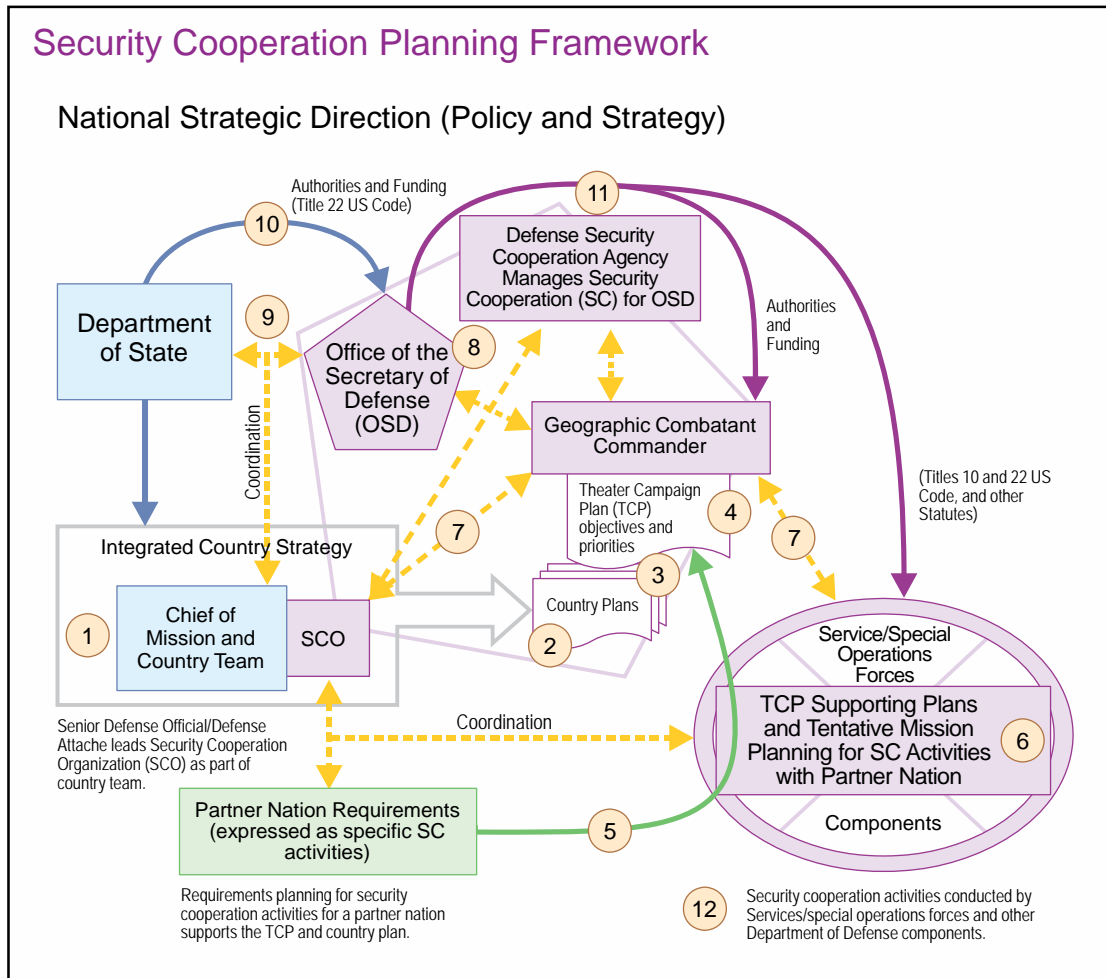 Security Cooperation Planning Framework
National Strategic Direction (Policy and Strategy)
Authorities and Funding
(Title 22 US Code)
10
11
Defense Security
Cooperation Agency
Manages Security
Cooperation (SC) for OSD
Department
of State
9
Office of the
Secretary of
Defense
(OSD)
8
Authorities
and
Funding
Coordination
Geographic Combatant
Commander
Theater Campaign
Plan (TCP)
objectives and
priorities
4
7
7
(Titles 10 and 22 US
Code, and other
Statutes)
Integrated Country Strategy
1
Chief of
Mission and
Country Team
SCO
3
Country Plans
2
Senior Defense Official/Defense
Attache leads Security Cooperation
Organization (SCO) as part of
country team.
Coordination
Service/Special
Operations
Forces
TCP Supporting Plans
and Tentative Mission
Planning for SC Activities
with Partner Nation
6
Components
Partner Nation Requirements
(expressed as specific SC
activities)
5
Requirements planning for security
cooperation activities for a partner nation
supports the TCP and country plan.
12
Security cooperation activities conducted by
Services/special operations forces and other
Department of Defense components.